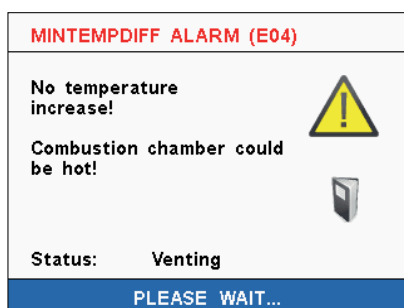 MINTEMPDIFF ALARM (E04)
No temperature
increase!
Combustion chamber could
be hot!
Status: Venting
PLEASE WAIT...